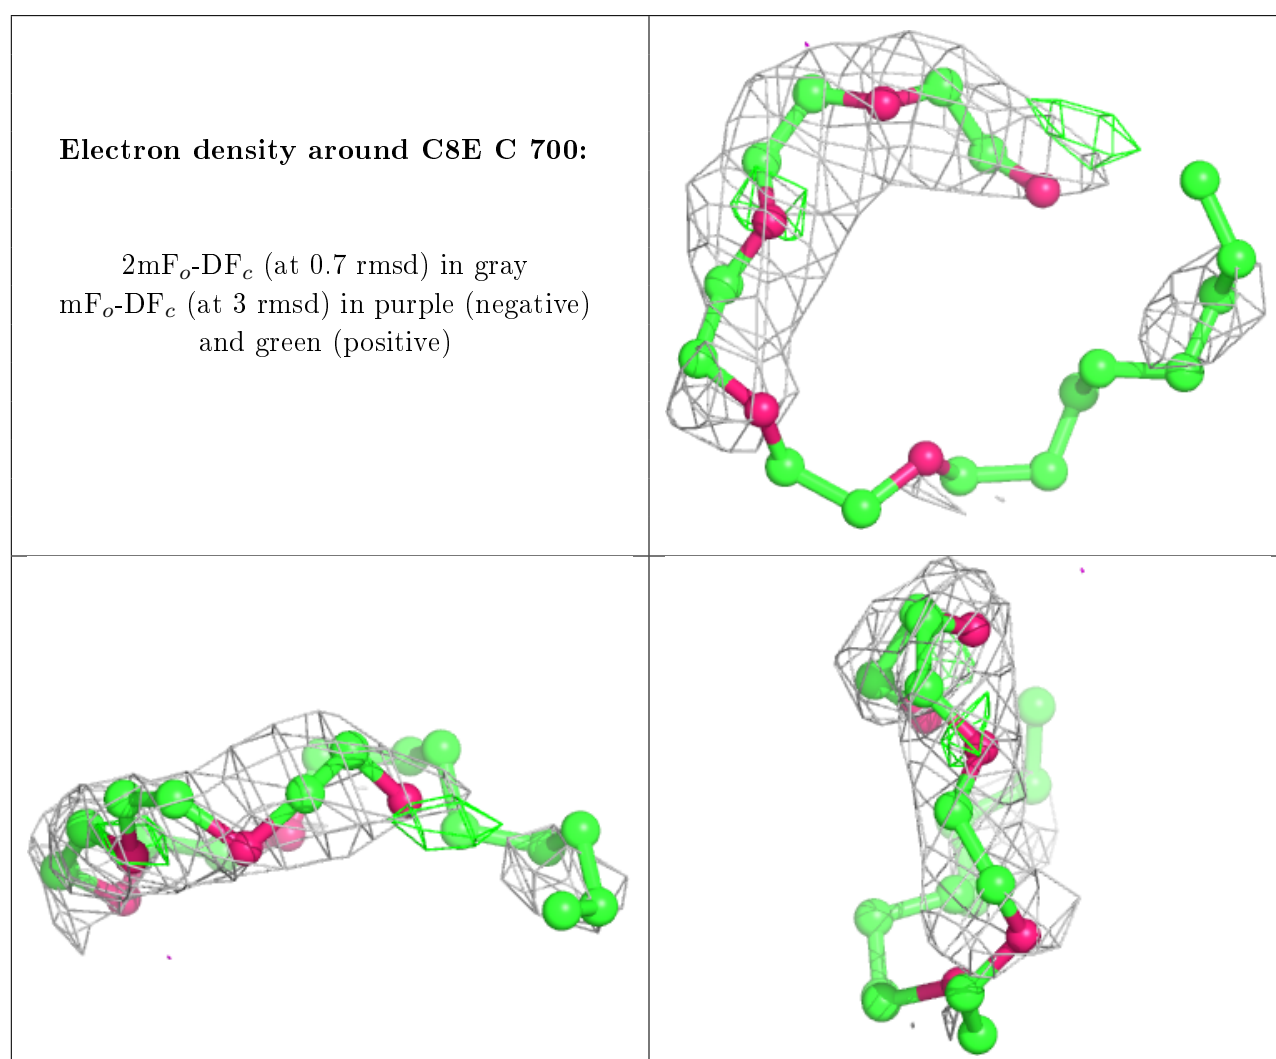 Electron density around C8E C 700:
2mFₒ-DF𝑐 (at 0.7 rmsd) in gray
mFₒ-DF𝑐 (at 3 rmsd) in purple (negative)
and green (positive)